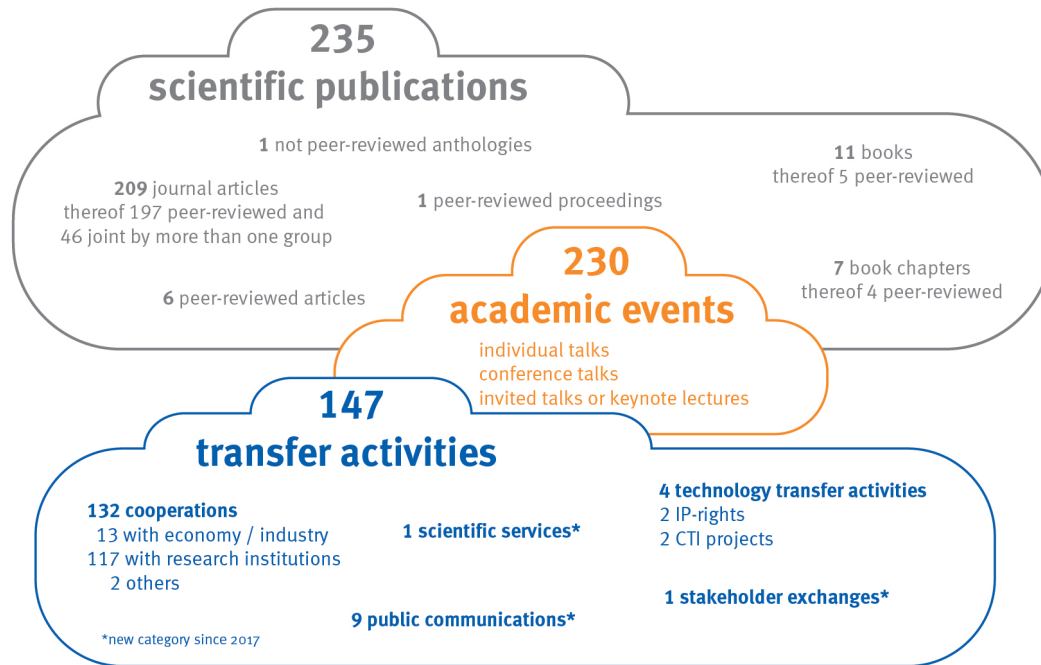 235
scientific publications
1 not peer-reviewed anthologies
11 books
thereof 5 peer-reviewed
209 journal articles
thereof 197 peer-reviewed and
46 joint by more than one group
1 peer-reviewed proceedings
6 peer-reviewed articles
7 book chapters
thereof 4 peer-reviewed
230
academic events
individual talks
conference talks
invited talks or keynote lectures
147
transfer activities
132 cooperations
13 with economy / industry
117 with research institutions
2 others
1 scientific services*
4 technology transfer activities
2 IP-rights
2 CTI projects
9 public communications*
1 stakeholder exchanges*
*new category since 2017